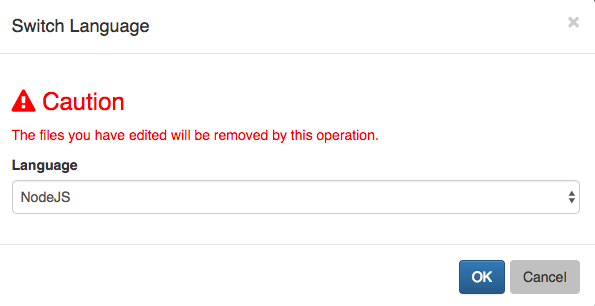 Switch Language
×
Caution
The files you have edited will be removed by this operation.
Language
NodeJS
OK Cancel